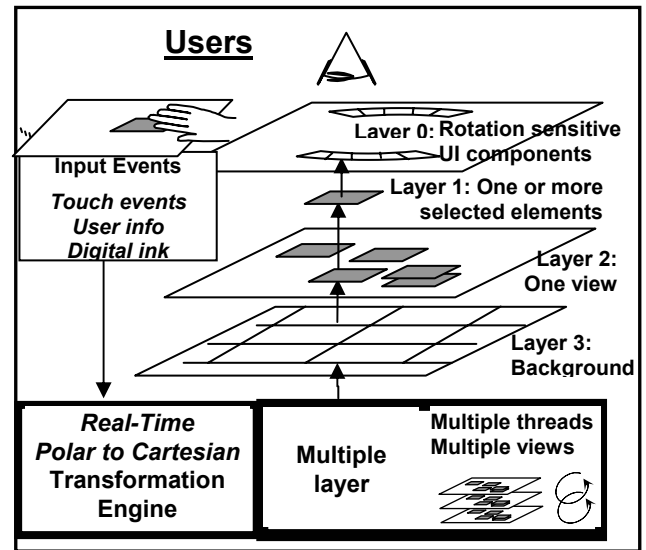 Users
Layer 0: Rotation sensitive
UI components
Input Events
Touch events
User info
Digital ink
Layer 1: One or more
selected elements
Layer 2:
One view
Layer 3:
Background
Real-Time
Polar to Cartesian
Transformation
Engine
Multiple
layer
Multiple threads
Multiple views